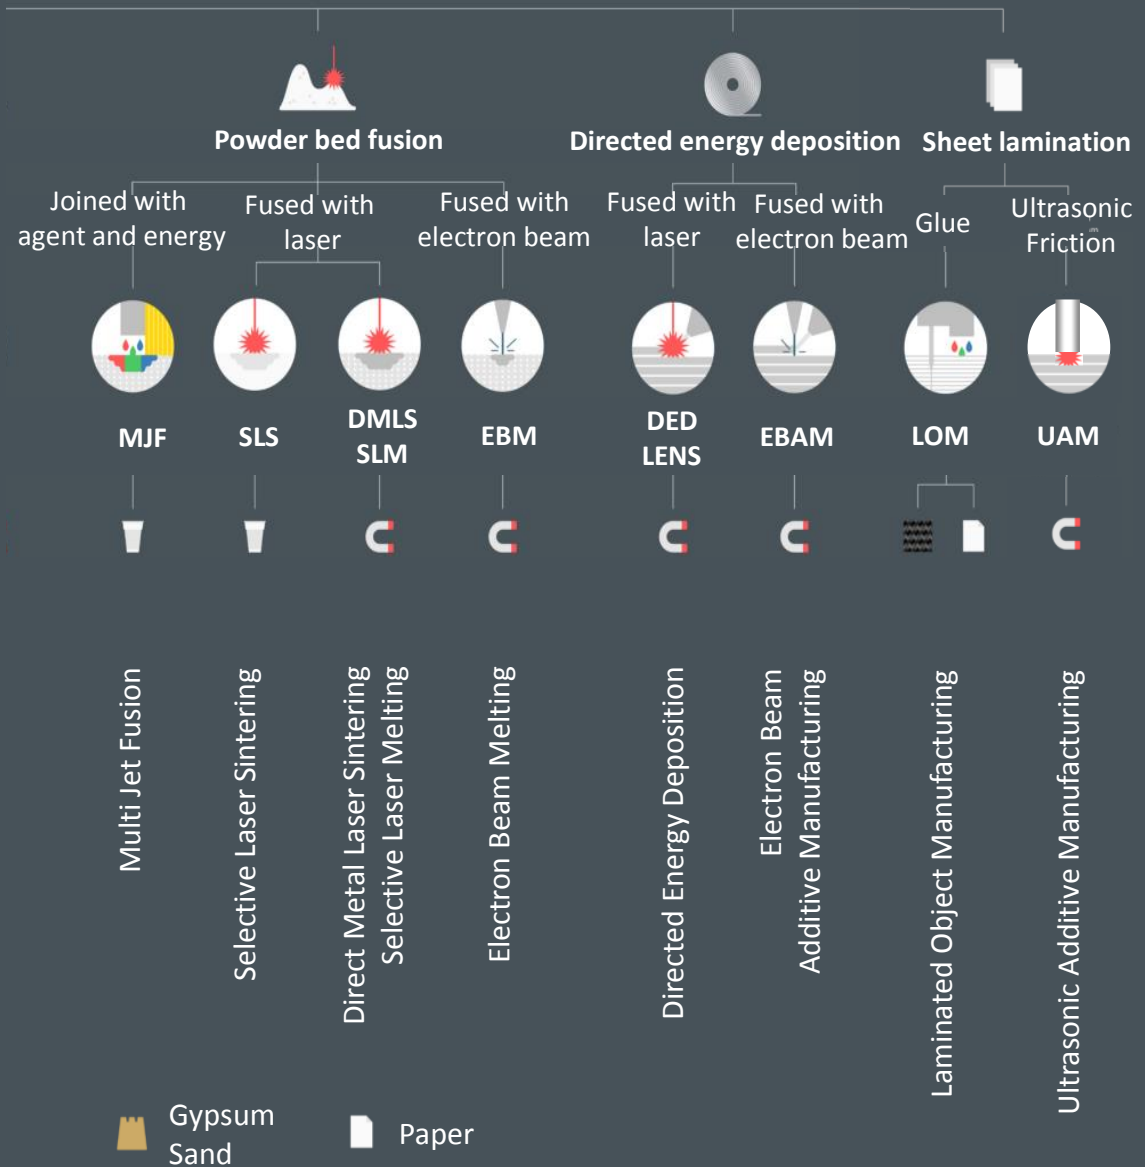 Powder bed fusion
Directed energy deposition
Sheet lamination
Joined with
agent and energy
Fused with
laser
Fused with
electron beam
Fused with
laser
Fused with
electron beam
Glue
Ultrasonic
Friction
MJF
SLS
DMLS
SLM
EBM
DED
LENS
EBAM
LOM
UAM
Multi Jet Fusion
Selective Laser Sintering
Direct Metal Laser Sintering
Selective Laser Melting
Electron Beam Melting
Directed Energy Deposition
Electron Beam
Additive Manufacturing
Laminated Object Manufacturing
Ultrasonic Additive Manufacturing
Gypsum
Sand
Paper